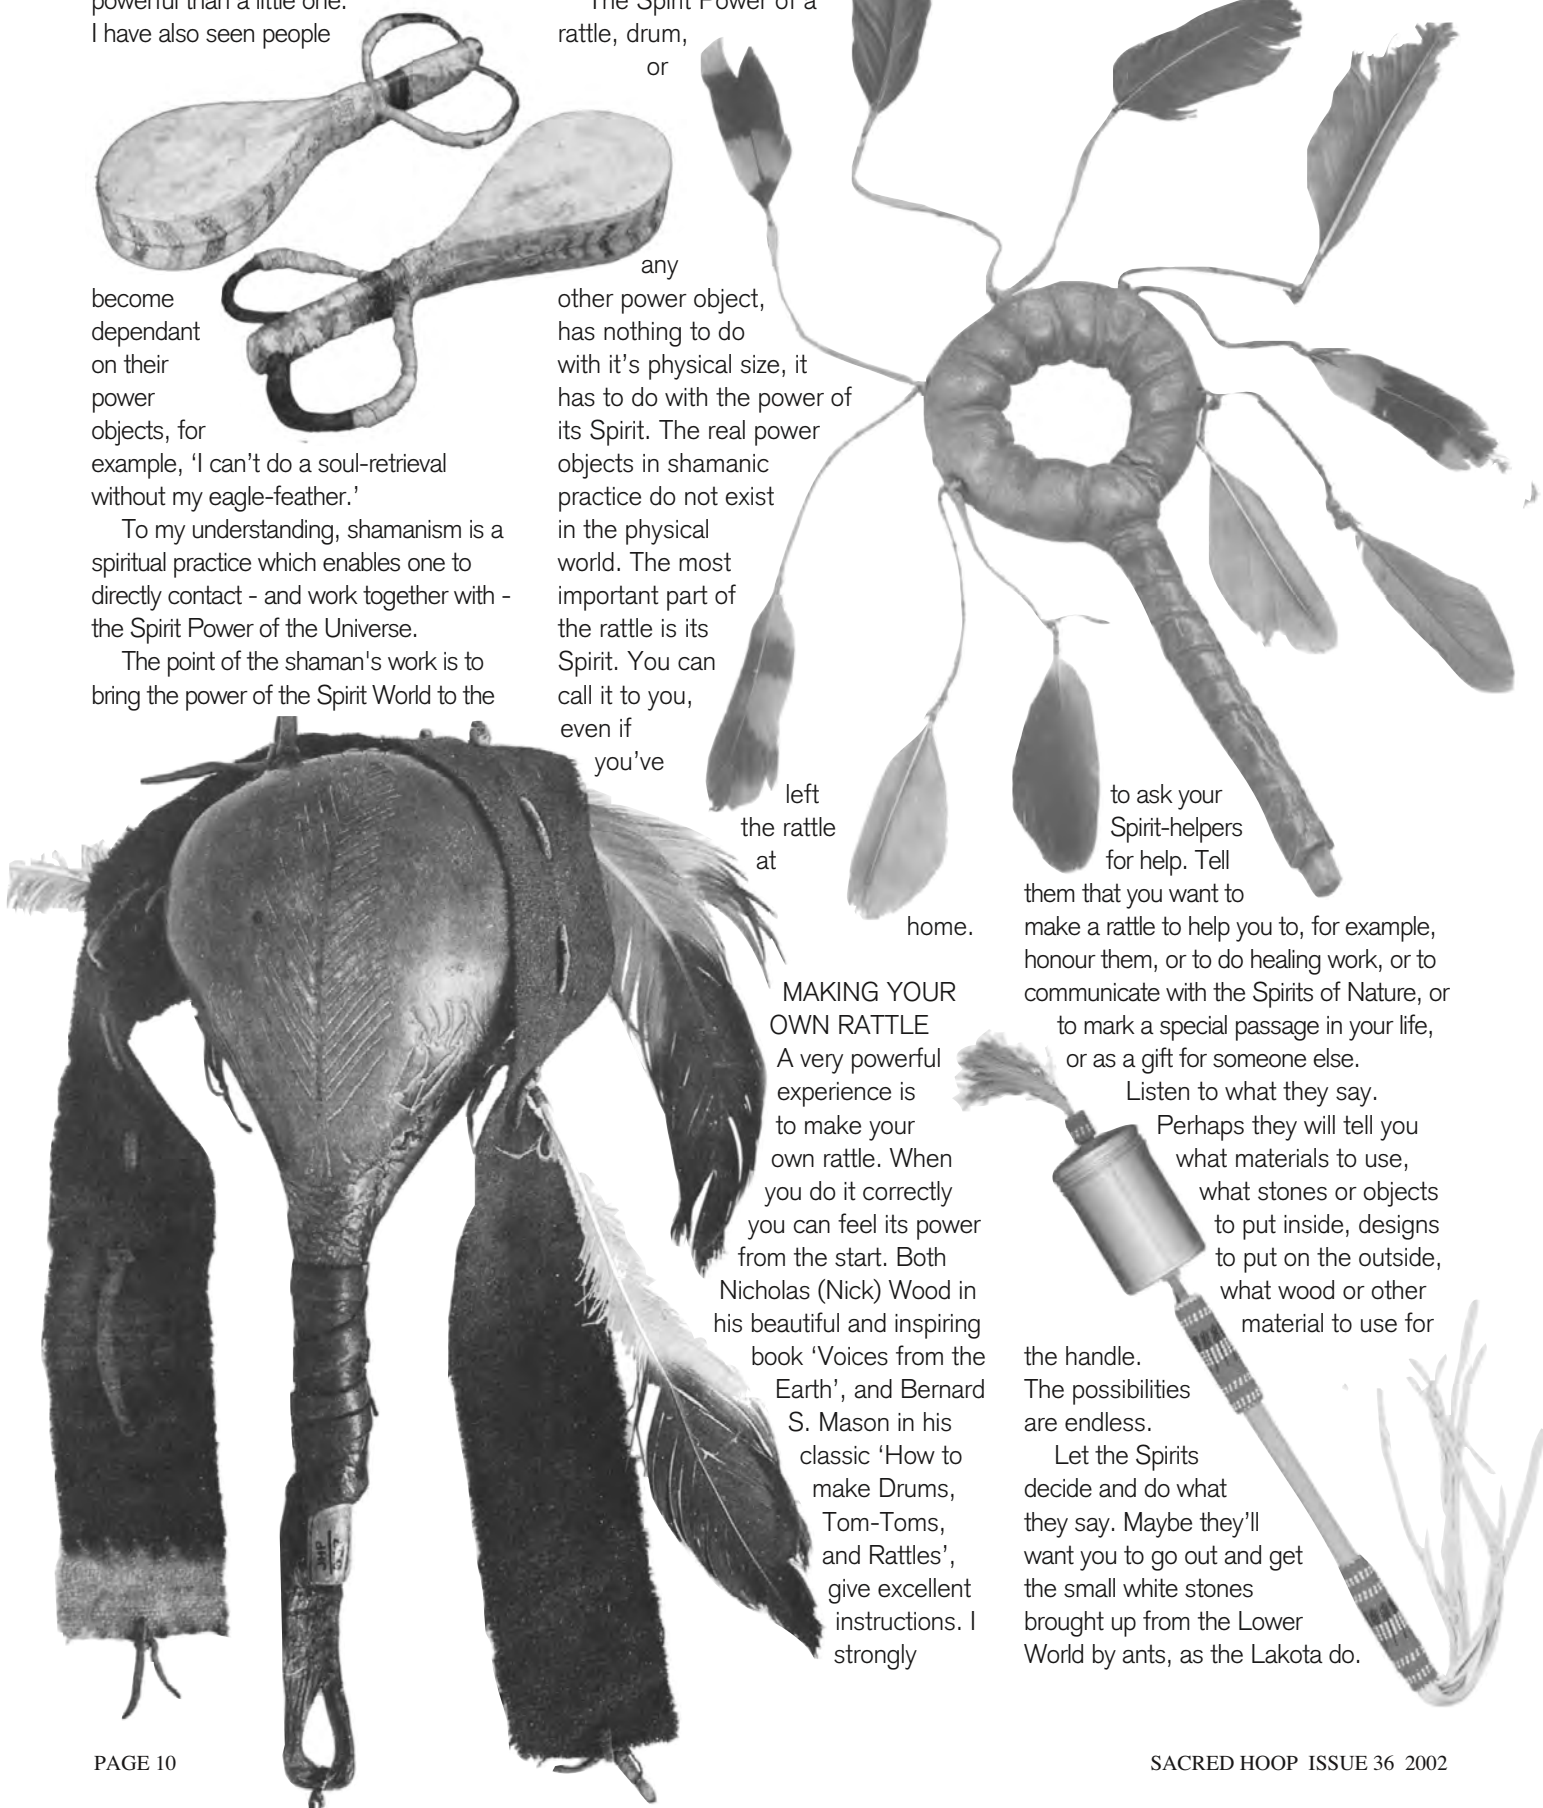 powerful than a little one.
I have also seen people
become
dependant
on their
power
objects, for
example, ‘I can’t do a soul-retrieval
without my eagle-feather.’
To my understanding, shamanism is a
spiritual practice which enables one to
directly contact - and work together with -
the Spirit Power of the Universe.
The point of the shaman's work is to
bring the power of the Spirit World to the
The Spirit Power of a
rattle, drum,
or
any
other power object,
has nothing to do
with it’s physical size, it
has to do with the power of
its Spirit. The real power
objects in shamanic
practice do not exist
in the physical
world. The most
important part of
the rattle is its
Spirit. You can
call it to you,
even if
you’ve
left
the rattle
at
home.
MAKING YOUR
OWN RATTLE
A very powerful
experience is
to make your
own rattle. When
you do it correctly
you can feel its power
from the start. Both
Nicholas (Nick) Wood in
his beautiful and inspiring
book ‘Voices from the
Earth’, and Bernard
S. Mason in his
classic ‘How to
make Drums,
Tom-Toms,
and Rattles’,
give excellent
instructions. I
strongly
to ask your
Spirit-helpers
for help. Tell
them that you want to
make a rattle to help you to, for example,
honour them, or to do healing work, or to
communicate with the Spirits of Nature, or
to mark a special passage in your life,
or as a gift for someone else.
Listen to what they say.
Perhaps they will tell you
what materials to use,
what stones or objects
to put inside, designs
to put on the outside,
what wood or other
material to use for
the handle.
The possibilities
are endless.
Let the Spirits
decide and do what
they say. Maybe they’ll
want you to go out and get
the small white stones
brought up from the Lower
World by ants, as the Lakota do.
PAGE 10
SACRED HOOP ISSUE 36 2002